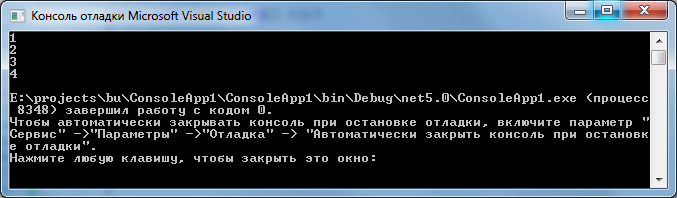 Консоль отладки Microsoft Visual Studio
1
2
3
4
E:\projects\bu\ConsoleApp1\ConsoleApp1\bin\Debug\net5.0\ConsoleApp1.exe (процесс
8348) завершил работу с кодом 0.
Чтобы автоматически закрывать консоль при остановке отладки, включите параметр "
Сервис" ->"Параметры" ->"Отладка" -> "Автоматически закрыть консоль при остановк
е отладки".
Нажмите любую клавишу, чтобы закрыть это окно: